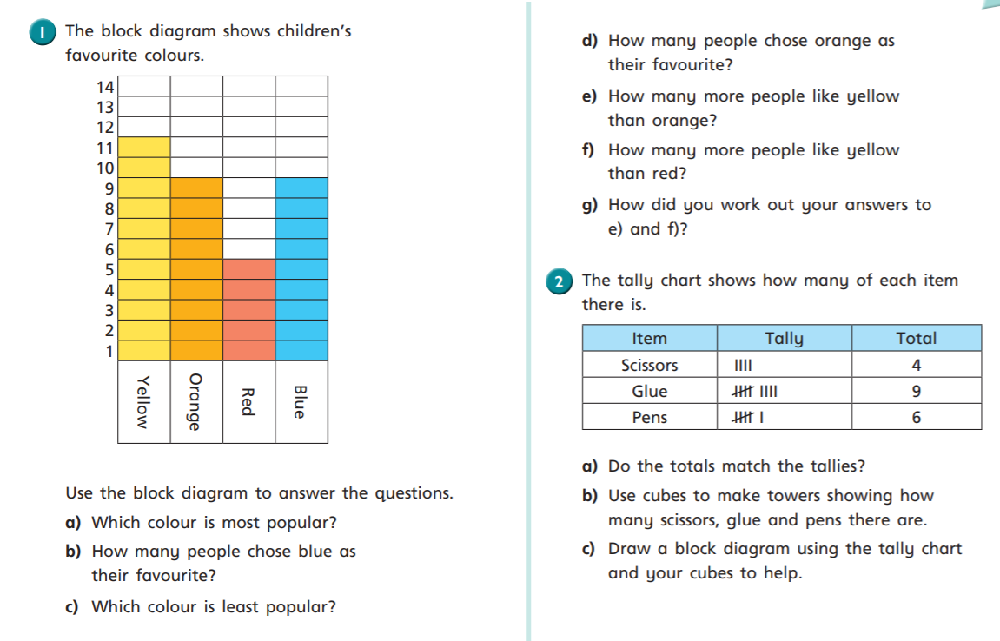 1 The block diagram shows children's
favourite colours.
14
13
12
11
10
9
8
7
6
5
4
3
2
1
Yellow Orange Red Blue
Use the block diagram to answer the questions.
a) Which colour is most popular?
b) How many people chose blue as
their favourite?
c) Which colour is least popular?
d) How many people chose orange as
their favourite?
e) How many more people like yellow
than orange?
f) How many more people like yellow
than red?
g) How did you work out your answers to
e) and f)?
2 The tally chart shows how many of each item
there is.
Item Tally Total
Scissors 4
Glue 9
Pens 6
a) Do the totals match the tallies?
b) Use cubes to make towers showing how
many scissors, glue and pens there are.
c) Draw a block diagram using the tally chart
and your cubes to help.